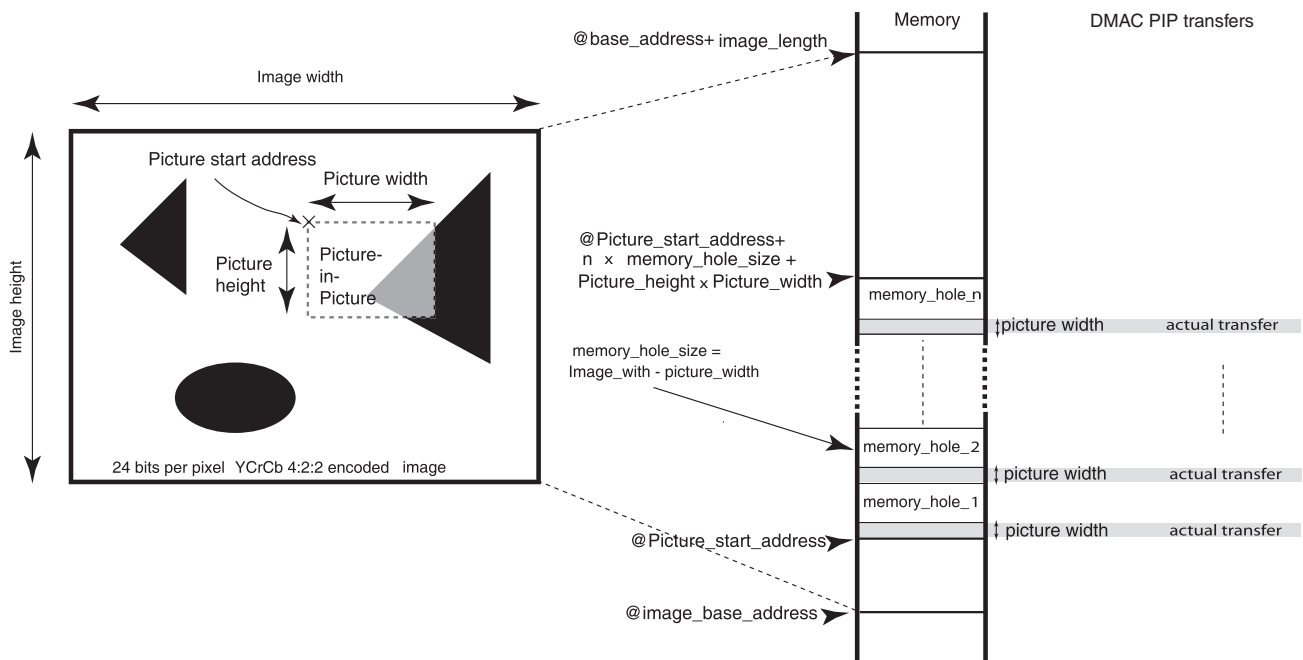 Memory
DMAC PIP transfers
@base_address+ image_length
Image width
Picture start address
Picture width
Image height
Picture
height
Picture-
in-
Picture
24 bits per pixel YCrCb 4:2:2 encoded image
@Picture_start_address+
n x memory_hole_size +
Picture_height x Picture_width
memory_hole_n
picture width actual transfer
memory_hole_size =
Image_with - picture_width
memory_hole_2
picture width actual transfer
memory_hole_1
picture width actual transfer
@Picture_start_address
@image_base_address